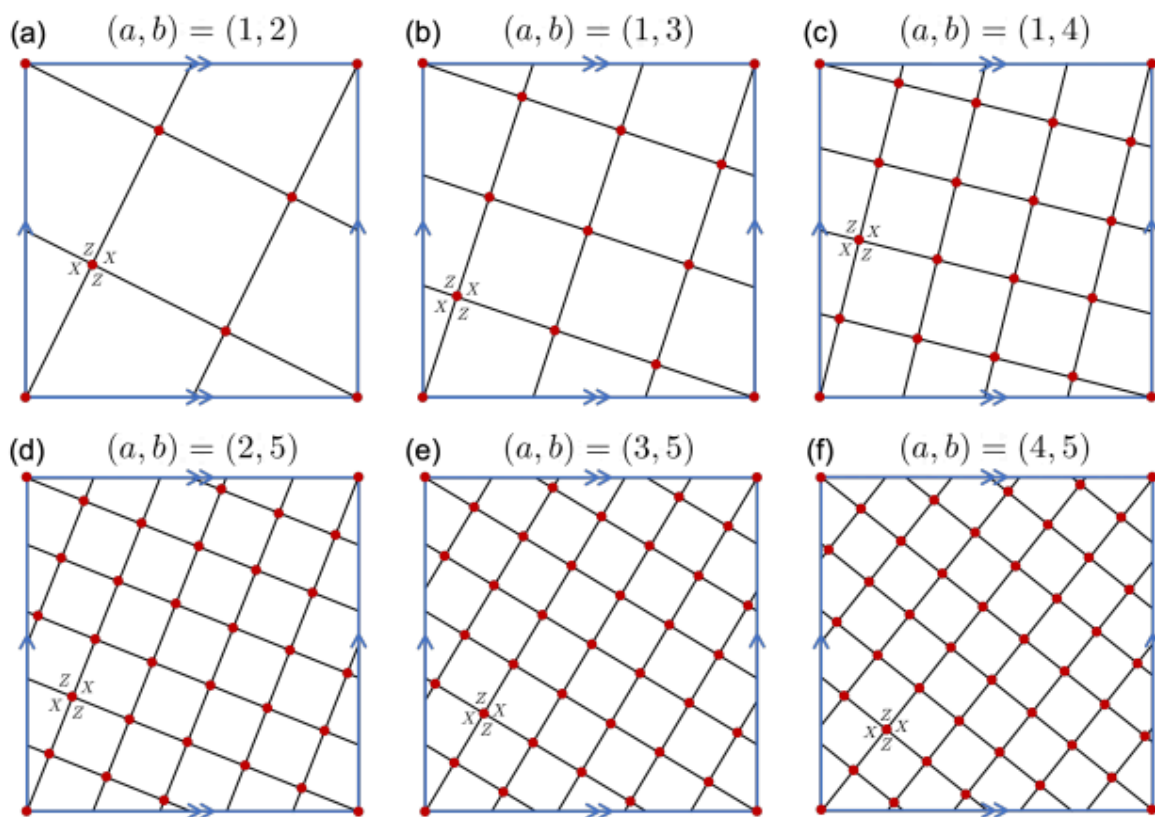 (a) (a, b) = (1, 2)
(b) (a, b) = (1, 3)
(c) (a, b) = (1, 4)
Z X
X Z
Z X
X Z
Z X
X Z
(d) (a, b) = (2, 5)
(e) (a, b) = (3, 5)
(f) (a, b) = (4, 5)
Z X
X Z
Z X
X Z
Z
X X
Z